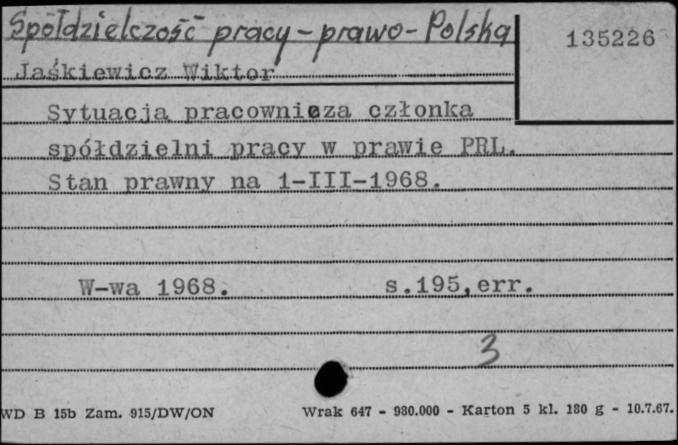 Spółdzielczość pracy - prawo - Polska
135226
Jaśkiewicz Wiktor
Sytuacja pracownicza członka
spółdzielni pracy w prawie PRL.
Stan prawny na 1-III-1968.
W-wa 1968. s.195,err.
3
WD B 15b Zam. 915/DW/ON Wrak 647 - 980.000 - Karton 5 kl. 180 g - 10.7.67.